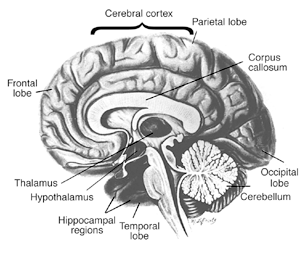 Cerebral cortex
Parietal lobe
Corpus
callosum
Frontal
lobe
Occipital
lobe
Thalamus
Cerebellum
Hypothalamus
Hippocampal
regions
Temporal
lobe